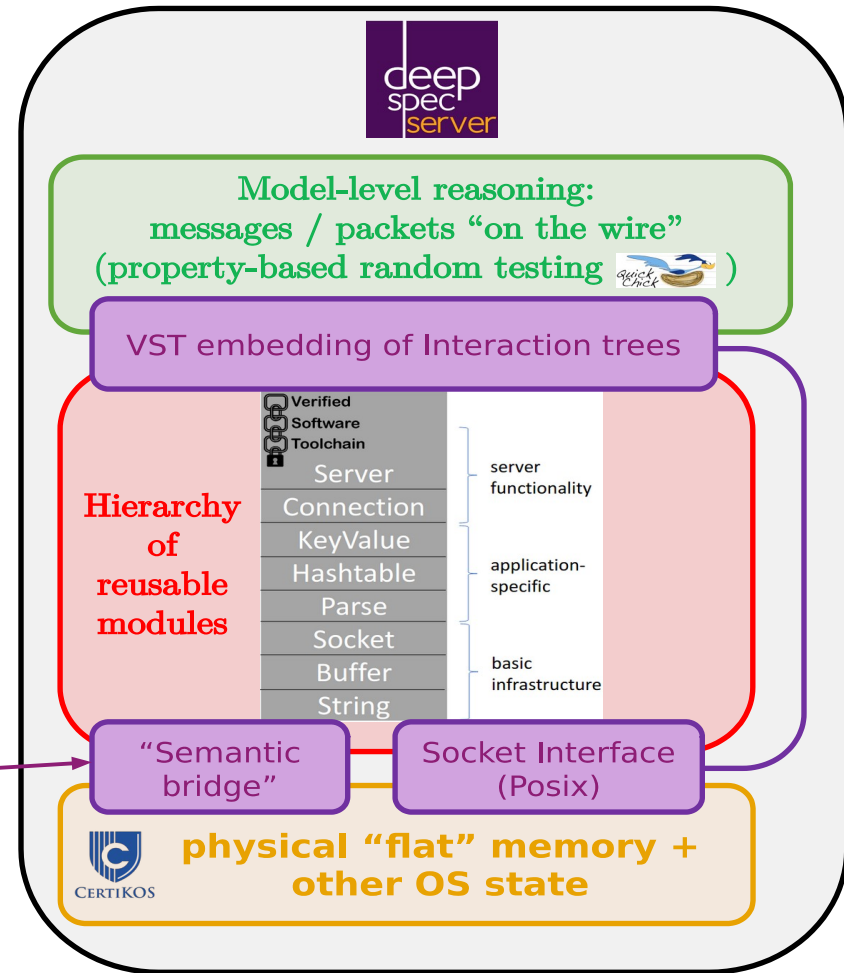 deep
spec
server
Model-level reasoning:
messages / packets “on the wire”
(property-based random testing Quick Chick )
VST embedding of Interaction trees
Verified
Software
Toolchain
Server
Connection
KeyValue
Hashtable
Parse
Socket
Buffer
String
server
functionality
application-
specific
basic
infrastructure
Hierarchy
of
reusable
modules
“Semantic
bridge”
Socket Interface
(Posix)
CERTIKOS
physical “flat” memory +
other OS state